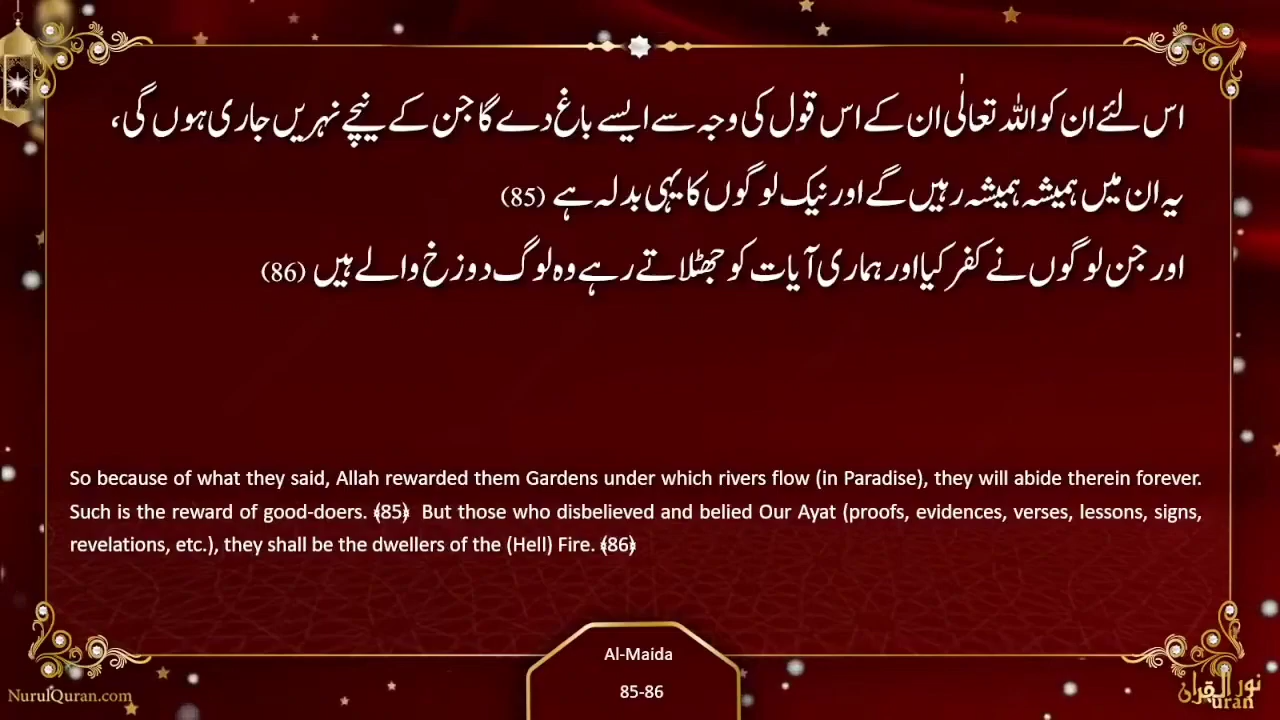 اس لئے ان کو اللہ تعالٰی ان کے اس قول کی وجہ سے ایسے باغ دے گا جن کے نیچے نہریں جاری ہوں گی،
یہ ان میں ہمیشہ ہمیشہ رہیں گے اور نیک لوگوں کا یہی بدلہ ہے (85)
اور جن لوگوں نے کفر کیا اور ہماری آیات کو جھٹلاتے رہے وہ لوگ دوزخ والے ہیں (86)
So because of what they said, Allah rewarded them Gardens under which rivers flow (in Paradise), they will abide therein forever.
Such is the reward of good-doers. ﴾85﴿ But those who disbelieved and belied Our Ayat (proofs, evidences, verses, lessons, signs,
revelations, etc.), they shall be the dwellers of the (Hell) Fire. ﴾86﴿
Al-Maida
85-86
NurulQuran.com
نور القرآن
Quran